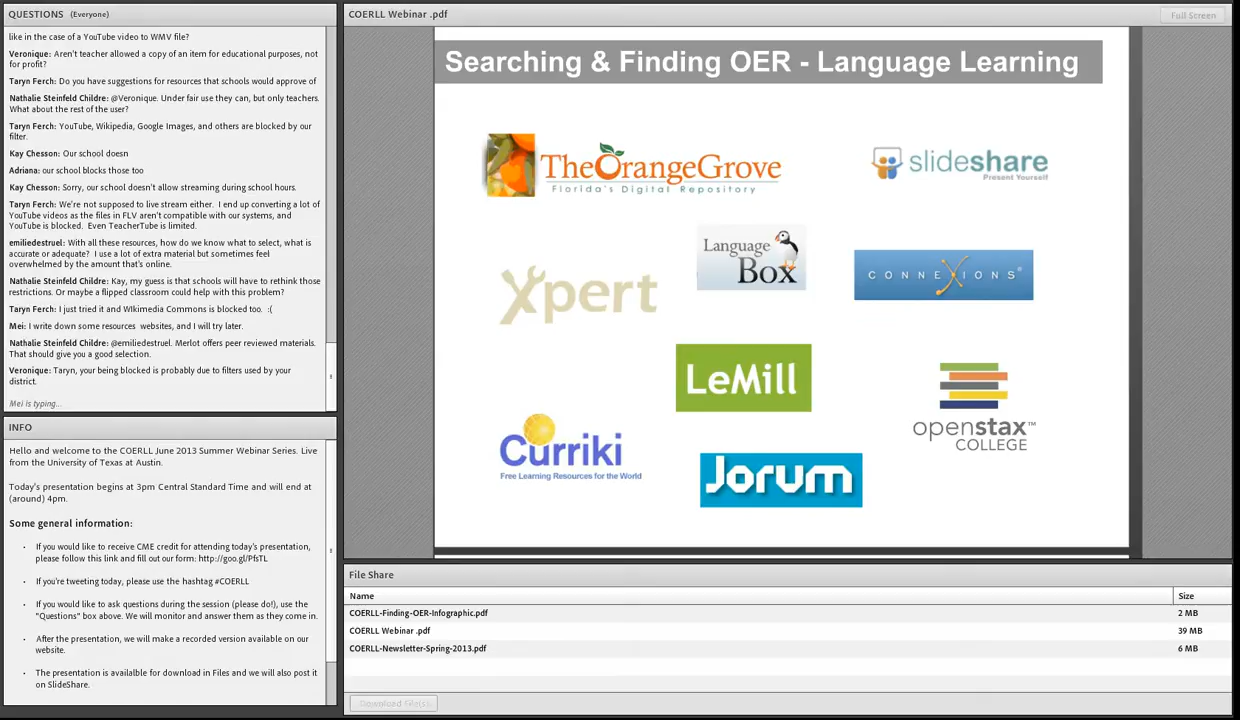 QUESTIONS (Everyone)
like in the case of a YouTube video to WMV file?
Veronique: Aren't teacher allowed a copy of an item for educational purposes, not
for profit?
Taryn Ferch: Do you have suggestions for resources that schools would approve of
Nathalie Steinfeld Childre: @Veronique. Under fair use they can, but only teachers.
What about the rest of the user?
Taryn Ferch: YouTube, Wikipedia, Google Images, and others are blocked by our
filter.
Kay Chesson: Our school doesn
Adriana: our school blocks those too
Kay Chesson: Sorry, our school doesn't allow streaming during school hours.
Taryn Ferch: We're not supposed to live stream either. I end up converting a lot of
YouTube videos as the files in FLV aren't compatible with our systems, and
YouTube is blocked. Even TeacherTube is limited.
emiliedestruel: With all these resources, how do we know what to select, what is
accurate or adequate? I use a lot of extra material but sometimes feel
overwhelmed by the amount that's online.
Nathalie Steinfeld Childre: Kay, my guess is that schools will have to rethink those
restrictions. Or maybe a flipped classroom could help with this problem?
Taryn Ferch: I just tried it and WIkimedia Commons is blocked too. :(
Mei: I write down some resources websites, and I will try later.
Nathalie Steinfeld Childre: @emiliedestruel. Merlot offers peer reviewed materials.
That should give you a good selection.
Veronique: Taryn, your being blocked is probably due to filters used by your
district.
Mei is typing...
INFO
Hello and welcome to the COERLL June 2013 Summer Webinar Series. Live
from the University of Texas at Austin.
Today's presentation begins at 3pm Central Standard Time and will end at
(around) 4pm.
Some general information:
• If you would like to receive CME credit for attending today's presentation,
please follow this link and fill out our form: http://goo.gl/PfsTL
• If you're tweeting today, please use the hashtag #COERLL
• If you would like to ask questions during the session (please do!), use the
"Questions" box above. We will monitor and answer them as they come in.
• After the presentation, we will make a recorded version available on our
website.
• The presentation is availalble for download in Files and we will also post it
on SlideShare.
COERLL Webinar .pdf
Full Screen
Searching & Finding OER - Language Learning
TheOrangeGrove
Florida's Digital Repository
slideshare
Present Yourself
Language
Box
CONNEXIONS®
Xpert
LeMill
openstax™
COLLEGE
Curriki
Free Learning Resources for the World
Jorum
File Share
Name Size
COERLL-Finding-OER-Infographic.pdf 2 MB
COERLL Webinar .pdf 39 MB
COERLL-Newsletter-Spring-2013.pdf 6 MB
Download File(s)